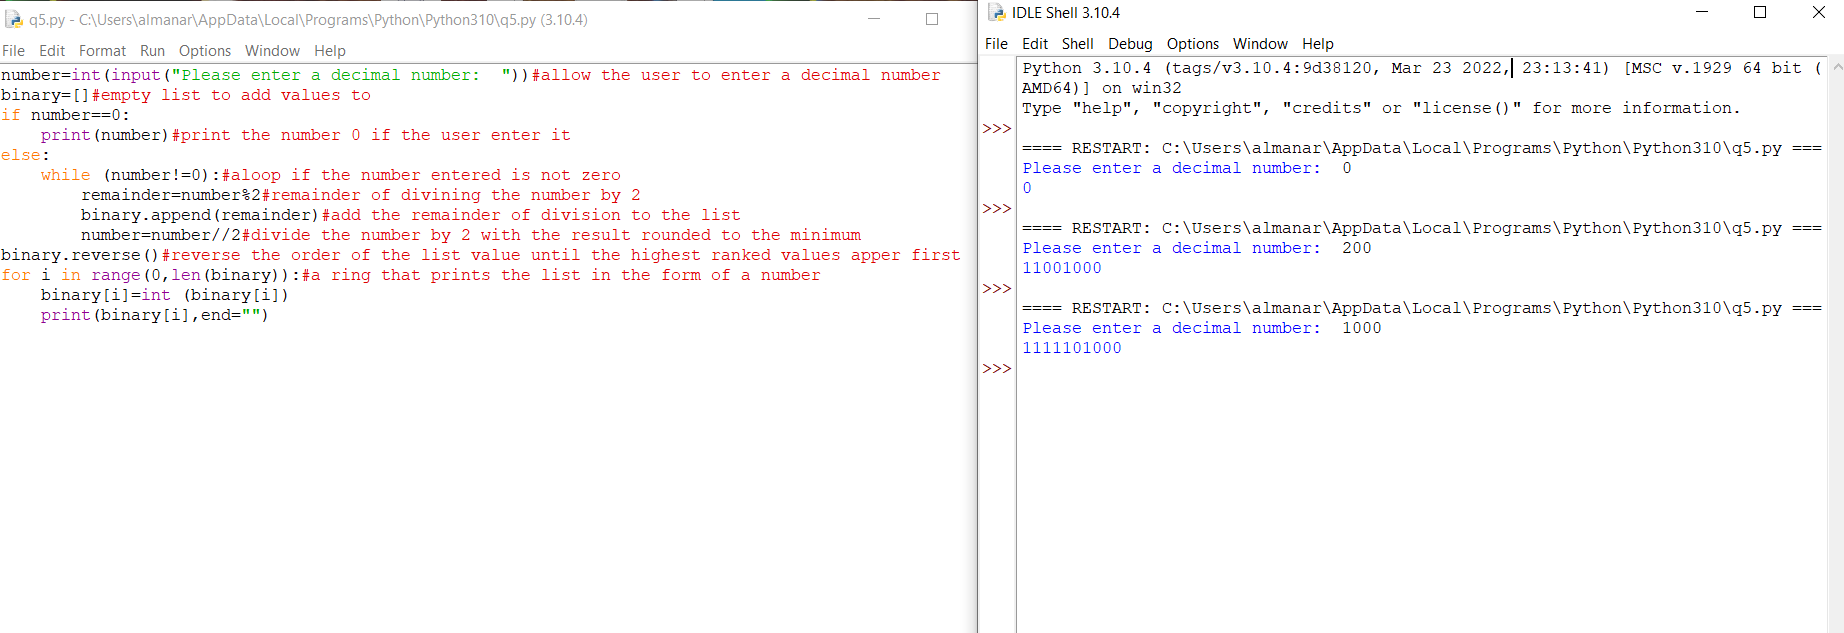 q5.py - C:\Users\almanar\AppData\Local\Programs\Python\Python310\q5.py (3.10.4)
File Edit Format Run Options Window Help
number=int(input("Please enter a decimal number:  "))#allow the user to enter a decimal number
binary=[]#empty list to add values to
if number==0:
    print(number)#print the number 0 if the user enter it
else:
    while (number!=0):#aloop if the number entered is not zero
        remainder=number%2#remainder of divining the number by 2
        binary.append(remainder)#add the remainder of division to the list
        number=number//2#divide the number by 2 with the result rounded to the minimum
binary.reverse()#reverse the order of the list value until the highest ranked values apper first
for i in range(0,len(binary)):#a ring that prints the list in the form of a number
    binary[i]=int (binary[i])
    print(binary[i],end="")
IDLE Shell 3.10.4
File Edit Shell Debug Options Window Help
Python 3.10.4 (tags/v3.10.4:9d38120, Mar 23 2022, 23:13:41) [MSC v.1929 64 bit (
AMD64)] on win32
Type "help", "copyright", "credits" or "license()" for more information.
>>>
==== RESTART: C:\Users\almanar\AppData\Local\Programs\Python\Python310\q5.py ===
Please enter a decimal number:  0
0
>>>
==== RESTART: C:\Users\almanar\AppData\Local\Programs\Python\Python310\q5.py ===
Please enter a decimal number:  200
11001000
>>>
==== RESTART: C:\Users\almanar\AppData\Local\Programs\Python\Python310\q5.py ===
Please enter a decimal number:  1000
1111101000
>>>